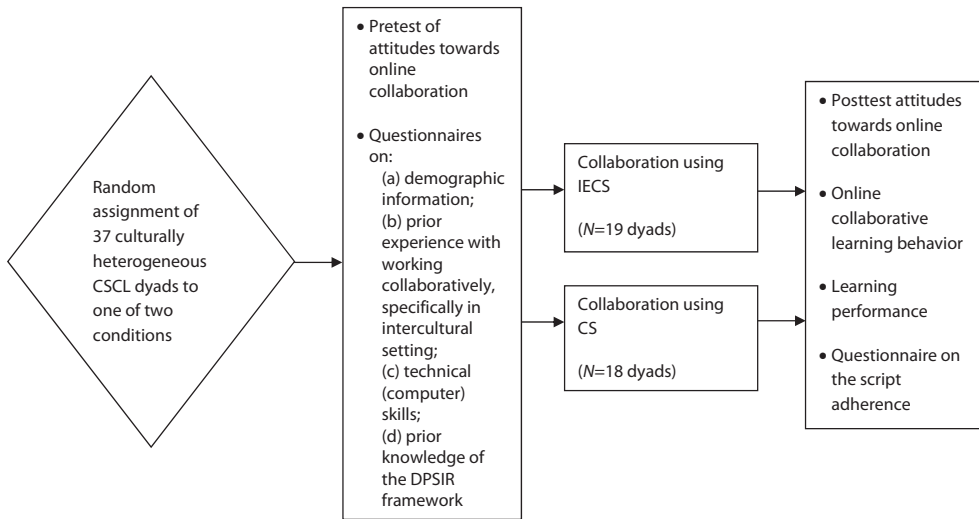 Random
assignment of
37 culturally
heterogeneous
CSCL dyads to
one of two
conditions
• Pretest of
attitudes towards
online
collaboration
• Questionnaires
on:
(a) demographic
information;
(b) prior
experience with
working
collaboratively,
specifically in
intercultural
setting;
(c) technical
(computer)
skills;
(d) prior
knowledge of
the DPSIR
framework
Collaboration using
IECS
(N=19 dyads)
Collaboration using
CS
(N=18 dyads)
• Posttest attitudes
towards online
collaboration
• Online
collaborative
learning behavior
• Learning
performance
• Questionnaire on
the script
adherence